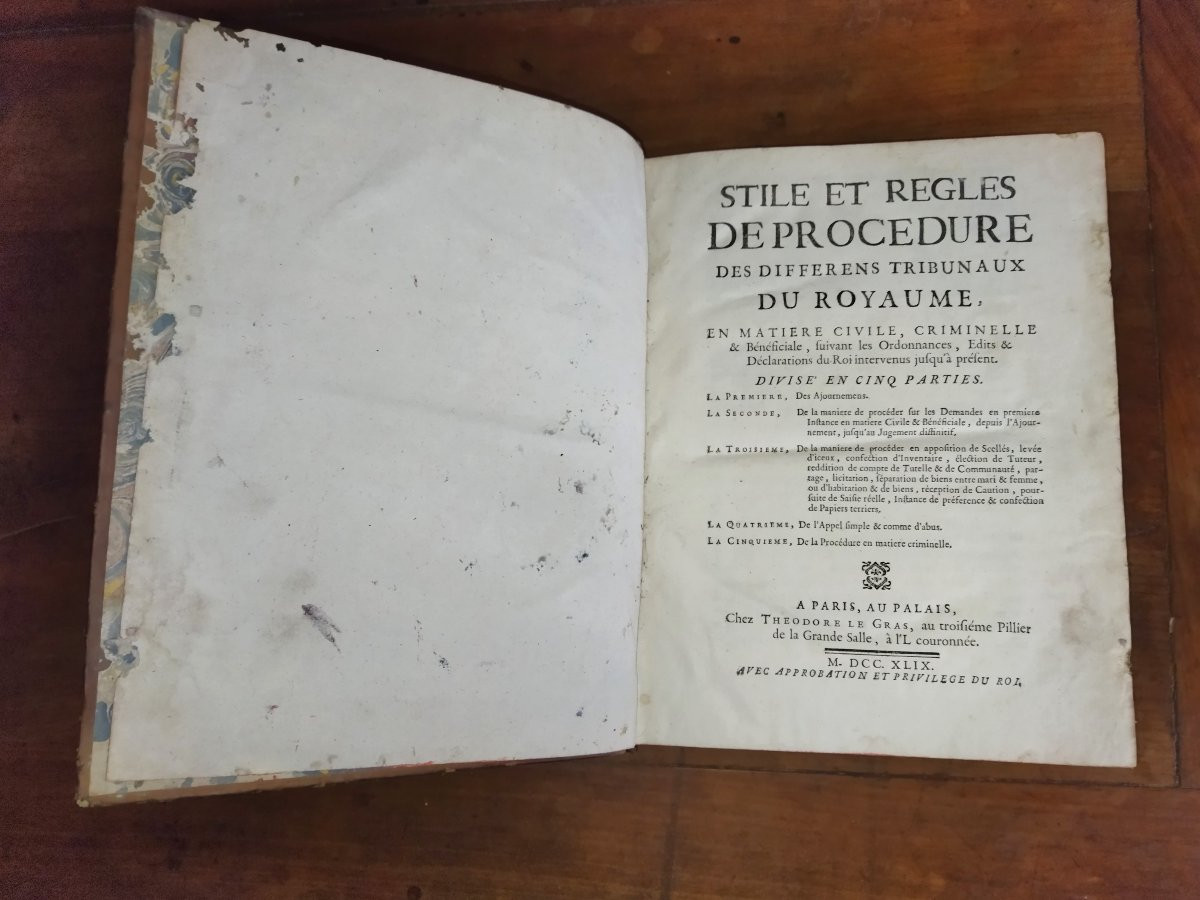 STILE ET REGLES
DE PROCEDURE
DES DIFFERENS TRIBUNAUX
DU ROYAUME,
EN MATIERE CIVILE, CRIMINELLE
& Bénéficiale, ſuivant les Ordonnances, Edits &
Déclarations du Roi intervenus juſqu'à préſent.
DIVISE' EN CINQ PARTIES.
LA PREMIERE, Des Ajournemens.
LA SECONDE, De la maniere de procéder ſur les Demandes en premiere
Inſtance en matiere Civile & Bénéficiale, depuis l'Ajour-
nement, juſqu'au Jugement diffinitif.
LA TROISIEME, De la maniere de procéder en appoſition de Scellés, levée
d'iceux, confection d'Inventaire, élection de Tuteur,
reddition de compte de Tutelle & de Communauté, par-
tage, licitation, ſéparation de biens entre mari & femme,
ou d'habitation & de biens, réception de Caution, pour-
ſuite de Saiſie réelle, Inſtance de préference & confection
de Papiers terriers.
LA QUATRIEME, De l'Appel ſimple & comme d'abus.
LA CINQUIEME, De la Procédure en matiere criminelle.
A PARIS, AU PALAIS,
Chez THEODORE LE GRAS, au troiſiéme Pillier
de la Grande Salle, à l'L couronnée.
M. DCC. XLIX.
AVEC APPROBATION ET PRIVILEGE DU ROI.